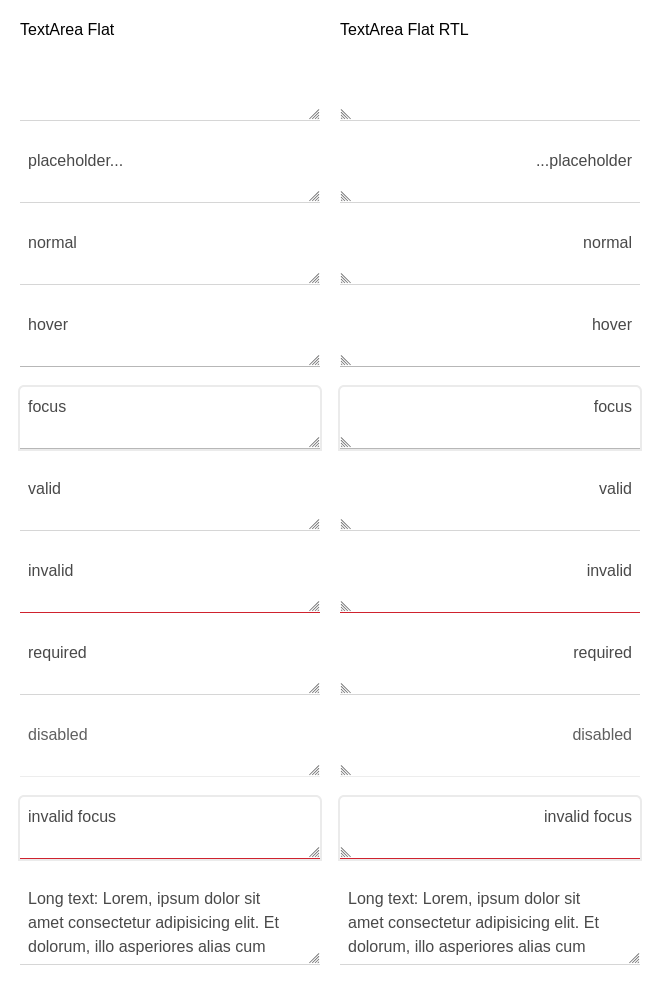 TextArea Flat
TextArea Flat RTL
placeholder...
...placeholder
normal
normal
hover
hover
focus
focus
valid
valid
invalid
invalid
required
required
disabled
disabled
invalid focus
invalid focus
Long text: Lorem, ipsum dolor sit
amet consectetur adipisicing elit. Et
dolorum, illo asperiores alias cum
Long text: Lorem, ipsum dolor sit
amet consectetur adipisicing elit. Et
dolorum, illo asperiores alias cum